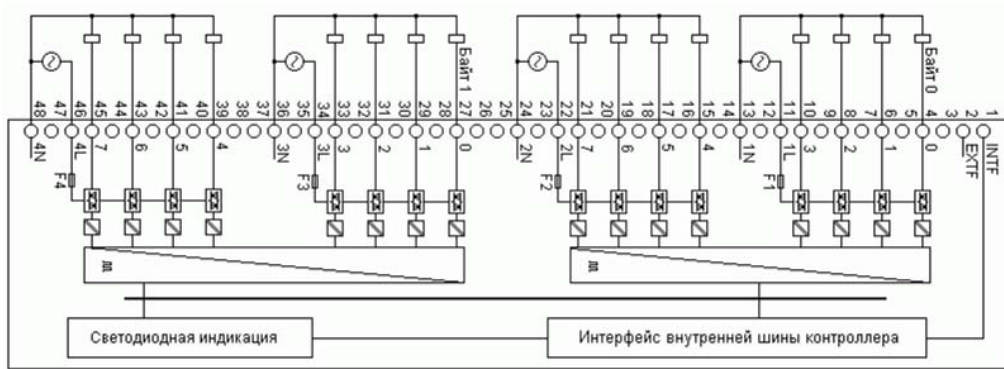 Байт 1
Байт 0
48 47 46 45 44 43 42 41 40 39 38 37 36 35 34 33 32 31 30 29 28 27 26 25 24 23 22 21 20 19 18 17 16 15 14 13 12 11 10 9 8 7 6 5 4 3 2 1
4N 4L 7 6 5 4 3N 3L 3 2 1 0 2N 2L 7 6 5 4 1N 1L 3 2 1 0 EXTF INTF
F4 F3 F2 F1
Светодиодная индикация
Интерфейс внутренней шины контроллера